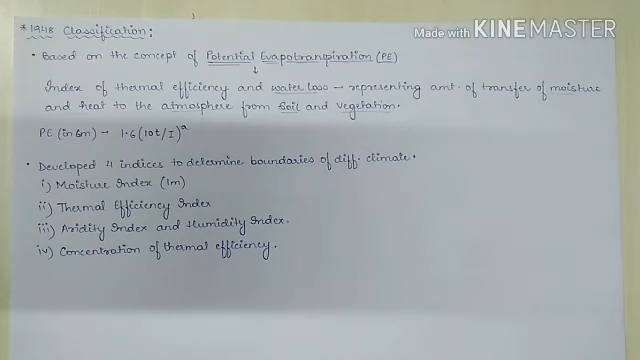 Made with KINEMASTER
* 1948 Classification:
• Based on the concept of Potential Evapotranspiration (PE)
↓
Index of thermal efficiency and water loss - representing amt. of transfer of moisture
and heat to the atmosphere from Soil and Vegetation.
PE (in Cm) - 1.6 (10t/I)^a
• Developed 4 indices to determine boundaries of diff. climate.
i) Moisture Index (Im)
ii) Thermal Efficiency Index
iii) Aridity Index and Humidity Index.
iv) Concentration of thermal efficiency.